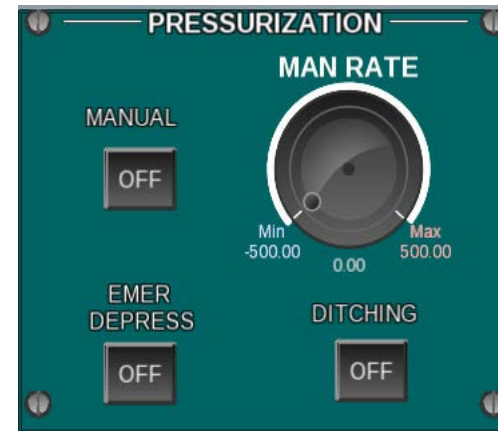 PRESSURIZATION
MAN RATE
MANUAL
OFF
Min
Max
-500.00
500.00
0.00
EMER
DEPRESS
OFF
DITCHING
OFF